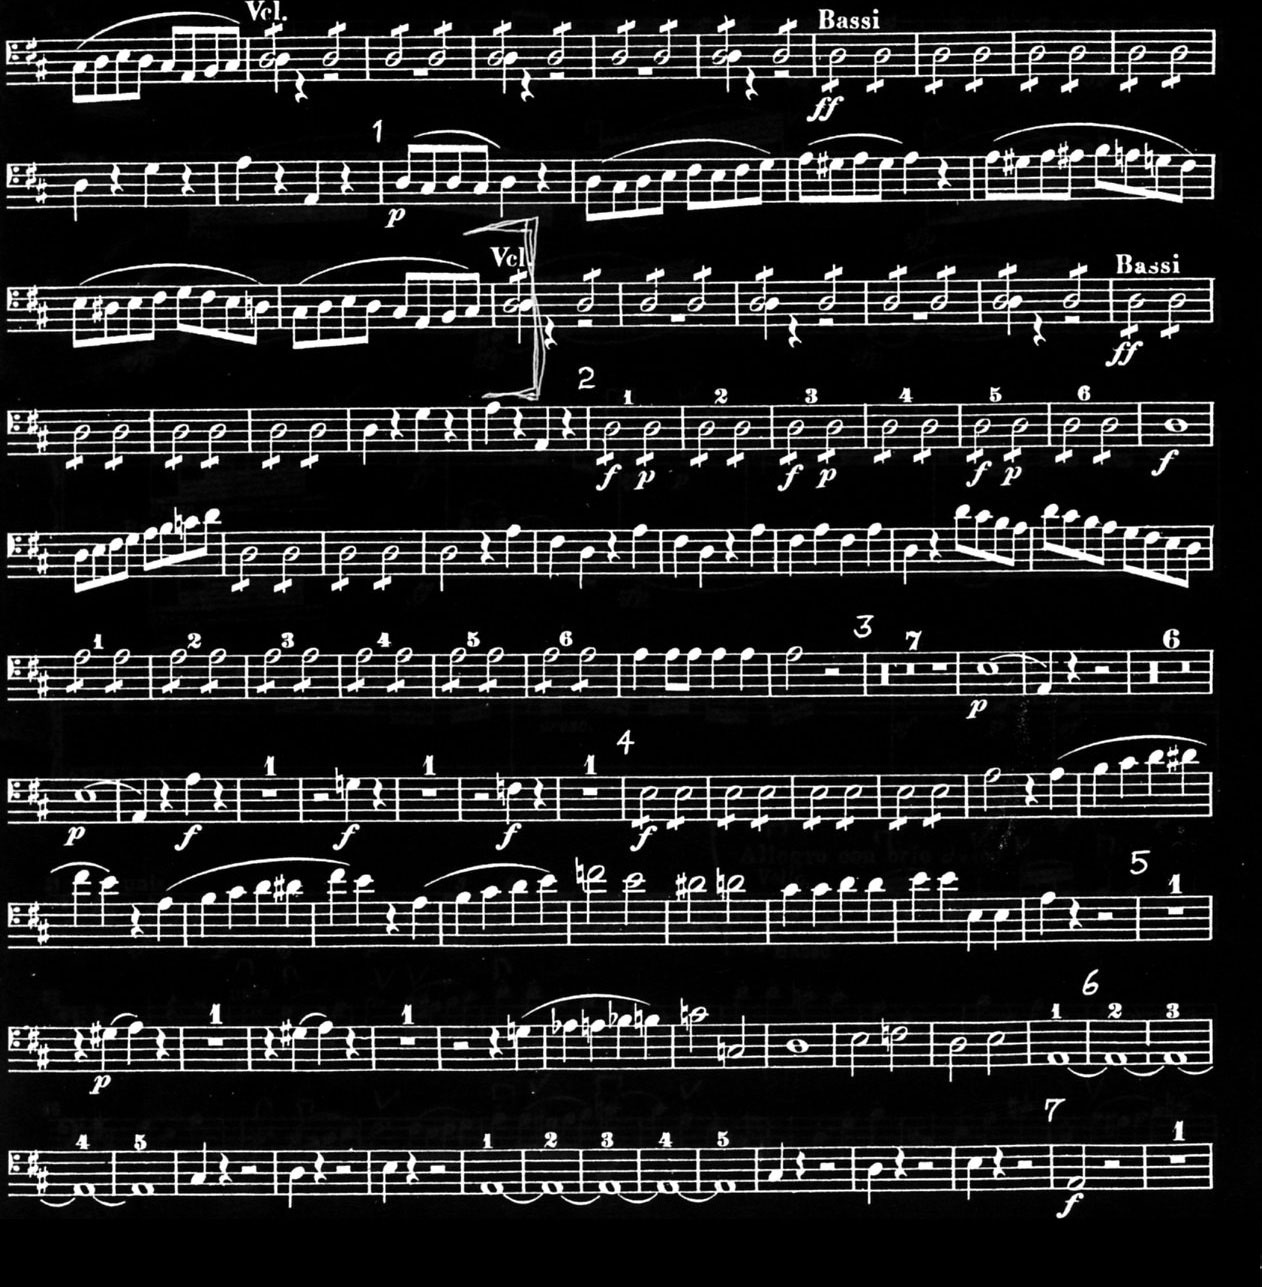 Vcl. Bassi
ff
1
p
Vcl. Bassi
ff
2
1 2 3 4 5 6
f p f p f p f
3
1 2 3 4 5 6 7 6
p
4
1 1 1
p f f f f
5
1
6
1 1 1 2 3
p
7
4 5 1 2 3 4 5 1
f